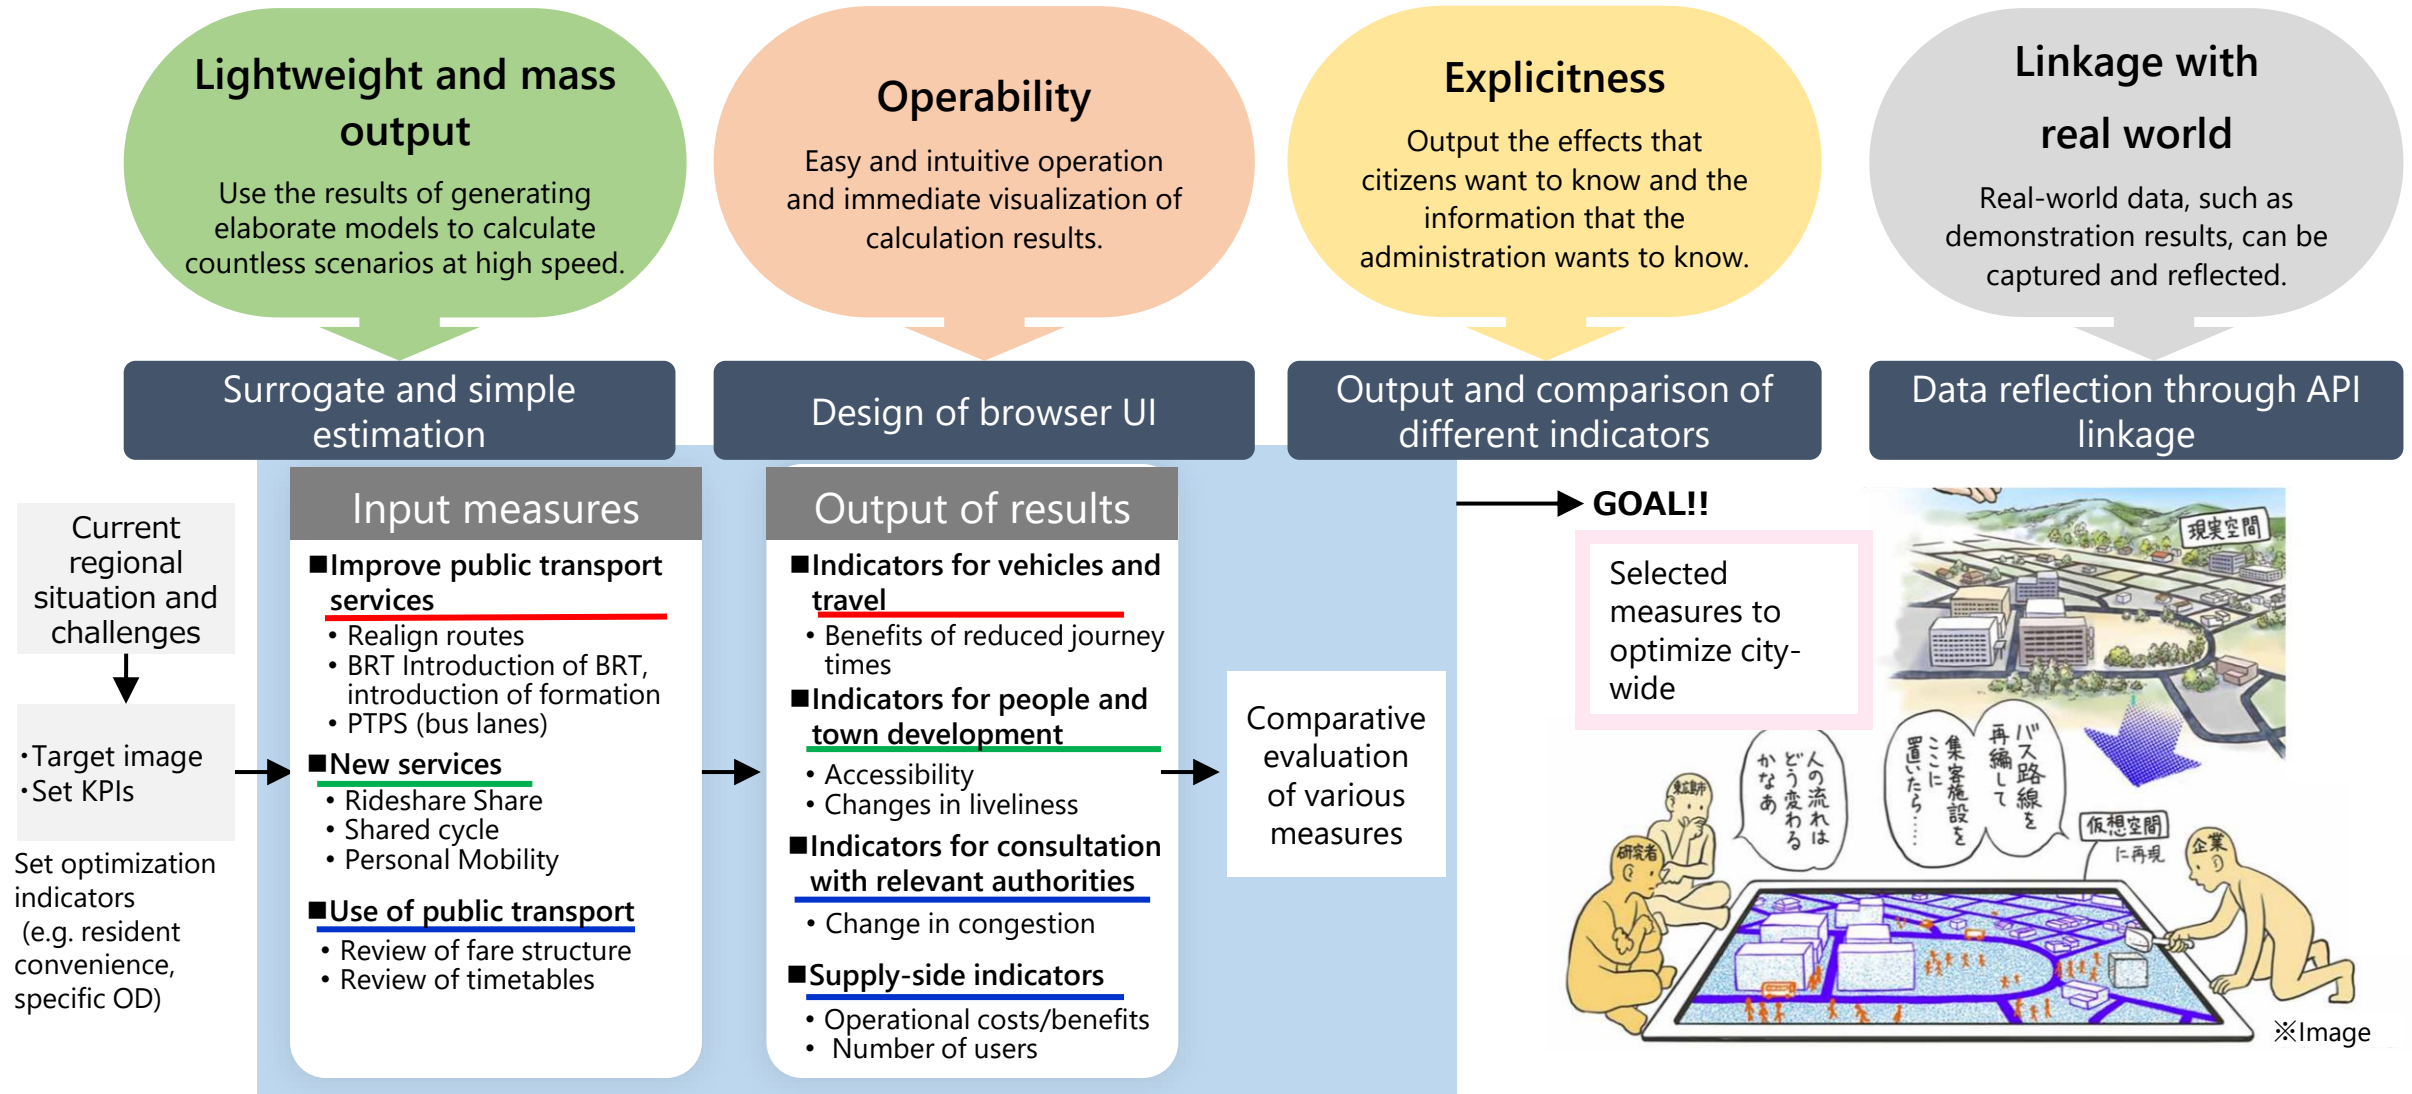 Lightweight and mass
output
Use the results of generating
elaborate models to calculate
countless scenarios at high speed.
Operability
Easy and intuitive operation
and immediate visualization of
calculation results.
Explicitness
Output the effects that
citizens want to know and the
information that the
administration wants to know.
Linkage with
real world
Real-world data, such as
demonstration results, can be
captured and reflected.
Surrogate and simple
estimation
Design of browser UI
Output and comparison of
different indicators
Data reflection through API
linkage
Current
regional
situation and
challenges
・Target image
・Set KPIs
Set optimization
indicators
(e.g. resident
convenience,
specific OD)
Input measures
■Improve public transport
services
• Realign routes
• BRT Introduction of BRT,
introduction of formation
• PTPS (bus lanes)
■New services
• Rideshare Share
• Shared cycle
• Personal Mobility
■Use of public transport
• Review of fare structure
• Review of timetables
Output of results
■Indicators for vehicles and
travel
• Benefits of reduced journey
times
■Indicators for people and
town development
• Accessibility
• Changes in liveliness
■Indicators for consultation
with relevant authorities
• Change in congestion
■Supply-side indicators
• Operational costs/benefits
• Number of users
Comparative
evaluation
of various
measures
GOAL!!
Selected
measures to
optimize city-
wide
現実空間
バス路線を
再編して
集客施設を
ここに
置いたら……
人の流れは
どう変わる
かなあ
東広島市
研究者
仮想空間
に再現
企業
※Image